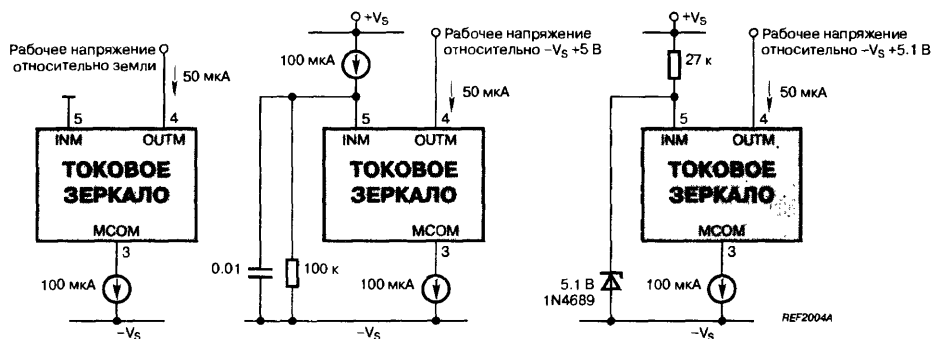 Рабочее напряжение
относительно земли
50 мкА
5
4
INM
OUTM
ТОКОВОЕ
ЗЕРКАЛО
MCOM
3
100 мкА
–VS
+VS
100 мкА
Рабочее напряжение
относительно –VS +5 В
50 мкА
5
4
INM
OUTM
ТОКОВОЕ
ЗЕРКАЛО
MCOM
3
0.01
100 к
100 мкА
–VS
+VS
27 к
Рабочее напряжение
относительно –VS +5.1 В
50 мкА
5
4
INM
OUTM
ТОКОВОЕ
ЗЕРКАЛО
MCOM
3
5.1 В
1N4689
100 мкА
–VS
REF2004A